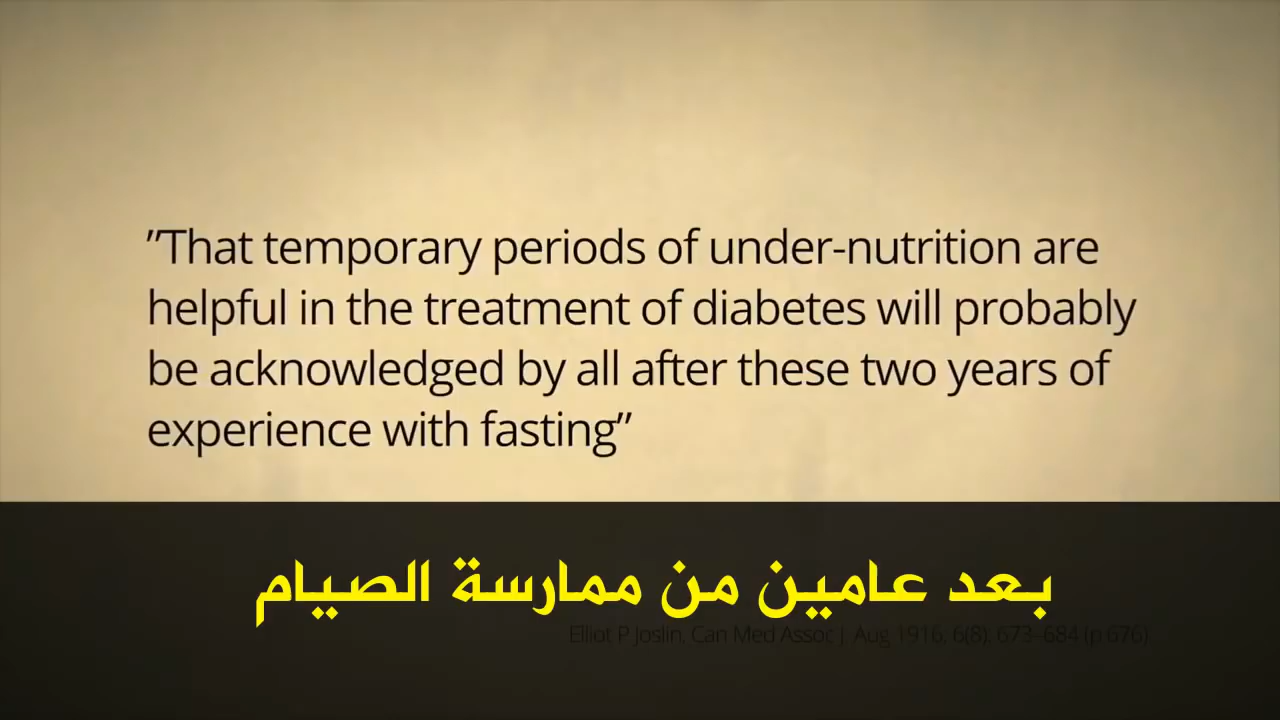 ”That temporary periods of under-nutrition are
helpful in the treatment of diabetes will probably
be acknowledged by all after these two years of
experience with fasting”
بعد عامين من ممارسة الصيام
Elliot P Joslin, Can Med Assoc J, Aug 1916, 6(8), 673–684 (p 676)